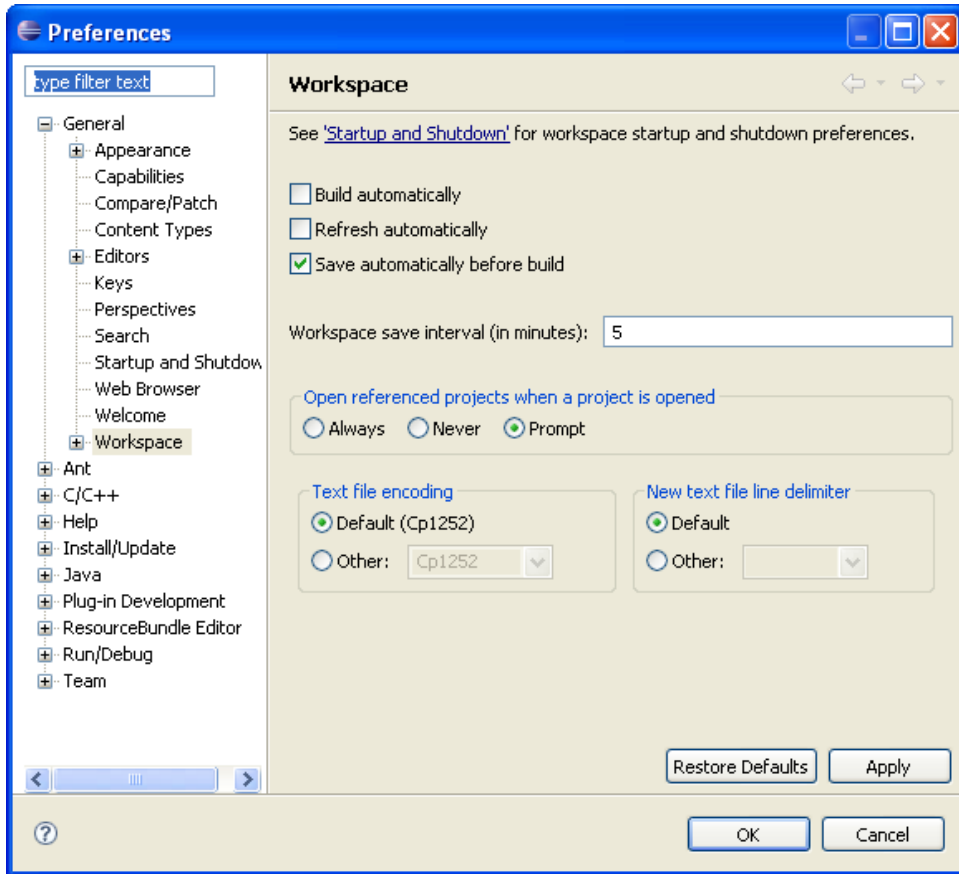 Preferences
type filter text
General
Appearance
Capabilities
Compare/Patch
Content Types
Editors
Keys
Perspectives
Search
Startup and Shutdow
Web Browser
Welcome
Workspace
Ant
C/C++
Help
Install/Update
Java
Plug-in Development
ResourceBundle Editor
Run/Debug
Team
Workspace
See 'Startup and Shutdown' for workspace startup and shutdown preferences.
Build automatically
Refresh automatically
Save automatically before build
Workspace save interval (in minutes): 5
Open referenced projects when a project is opened
Always Never Prompt
Text file encoding
Default (Cp1252)
Other: Cp1252
New text file line delimiter
Default
Other:
Restore Defaults Apply
OK Cancel